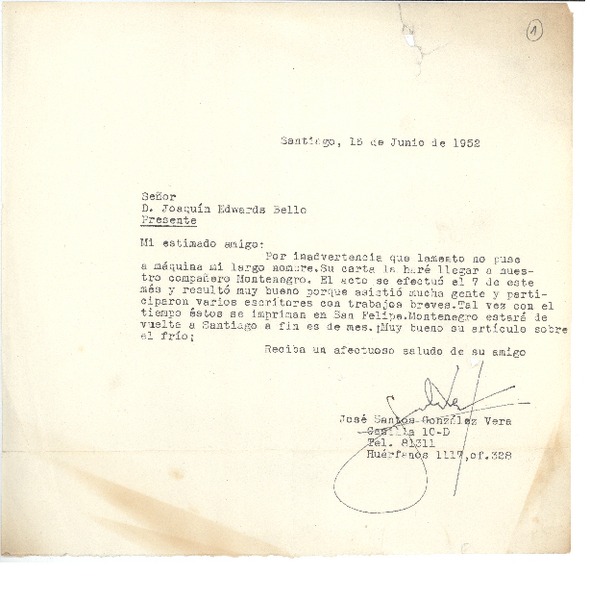 1
Santiago, 15 de Junio de 1952
Señor
D. Joaquín Edwards Bello
Presente
Mi estimado amigo:
Por inadvertencia que lamento no puse
a máquina mi largo nombre.Su carta la haré llegar a nues-
tro compañero Montenegro. El acto se efectuó el 7 de este
més y resultó muy bueno porque asistió mucha gente y parti-
ciparon varios escritores con trabajos breves.Tal vez con el
tiempo éstos se impriman en San Felipe.Montenegro estará de
vuelta a Santiago a fin es de mes.¡Muy bueno su artículo sobre
el frío;
Reciba un afectuoso saludo de su amigo
José Santos González Vera
Casilla 10-D
Tél. 81311
Huérfanos 1117,of.328